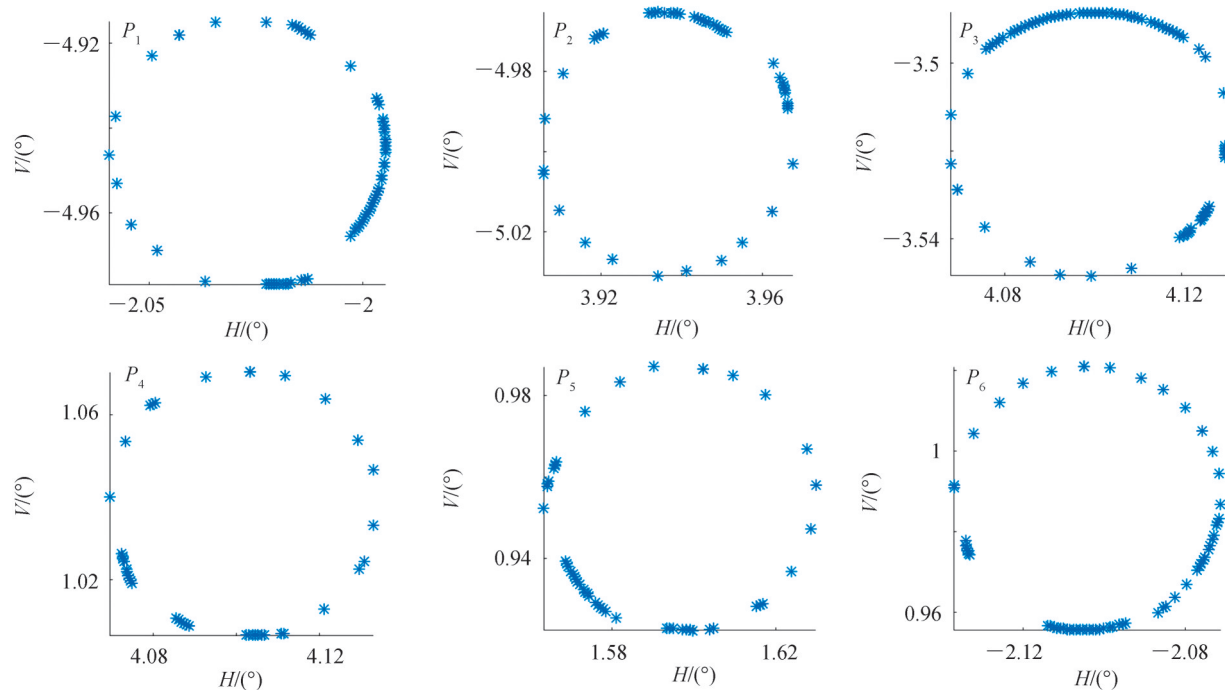 P₁
−4.92
−4.96
V/(°)
−2.05
−2
H/(°)
P₂
−4.98
−5.02
V/(°)
3.92
3.96
H/(°)
P₃
−3.5
−3.54
V/(°)
4.08
4.12
H/(°)
P₄
1.06
1.02
V/(°)
4.08
4.12
H/(°)
P₅
0.98
0.94
V/(°)
1.58
1.62
H/(°)
P₆
1
0.96
V/(°)
−2.12
−2.08
H/(°)